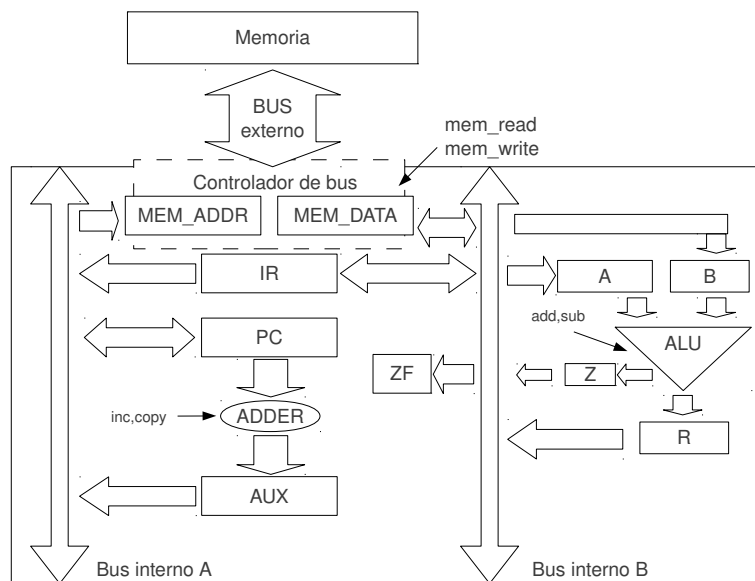 Memoria
BUS
externo
mem_read
mem_write
Controlador de bus
MEM_ADDR
MEM_DATA
IR
A
B
add,sub
PC
ALU
ZF
Z
inc,copy
ADDER
R
AUX
Bus interno A
Bus interno B